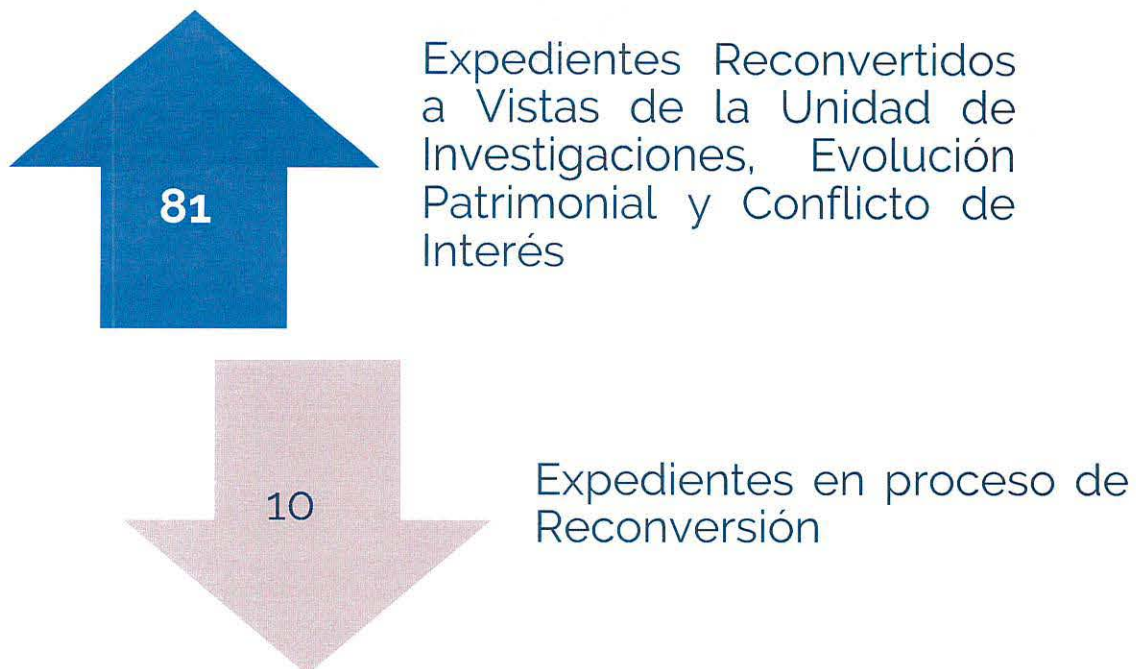 Expedientes Reconvertidos
a Vistas de la Unidad de
Investigaciones, Evolución
Patrimonial y Conflicto de
Interés
81
Expedientes en proceso de
Reconversión
10